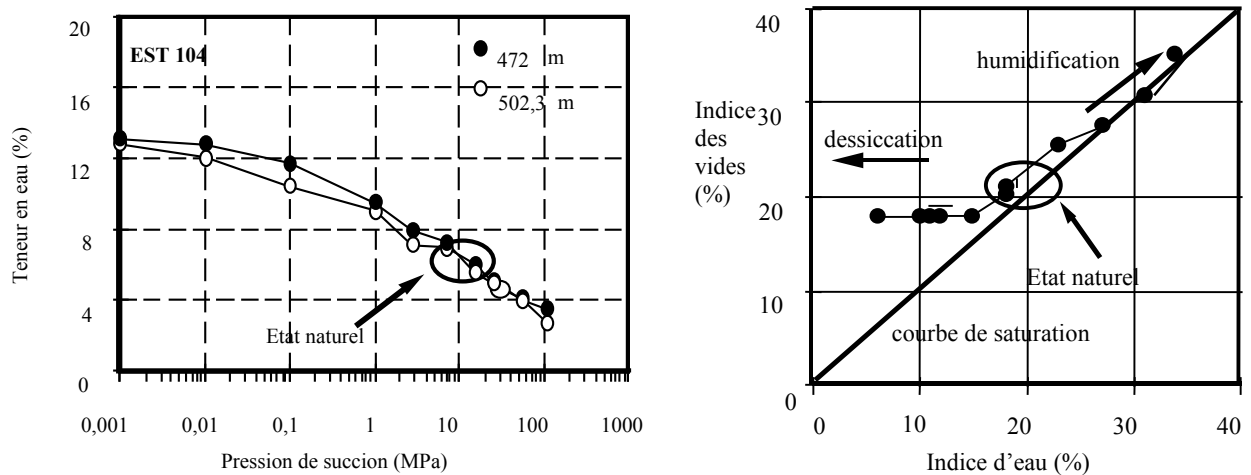 20
16
12
8
4
0
Teneur en eau (%)
EST 104
472 m
502,3 m
Etat naturel
0,001 0,01 0,1 1 10 100 1000
Pression de succion (MPa)
40
30
20
10
0
Indice
des
vides
(%)
humidification
dessiccation
Etat naturel
courbe de saturation
0 10 20 30 40
Indice d’eau (%)